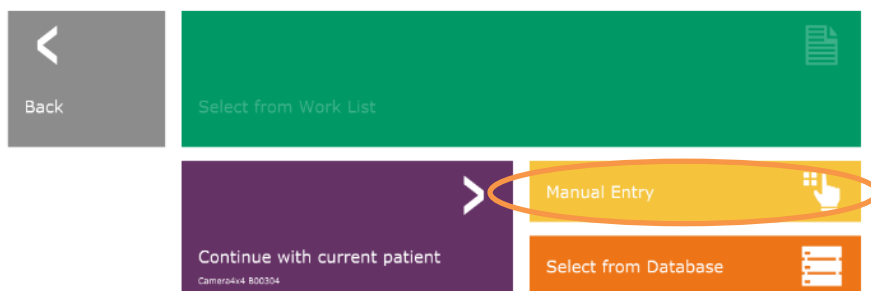 Back
Select from Work List
Manual Entry
Continue with current patient
Camera4x4 B00304
Select from Database